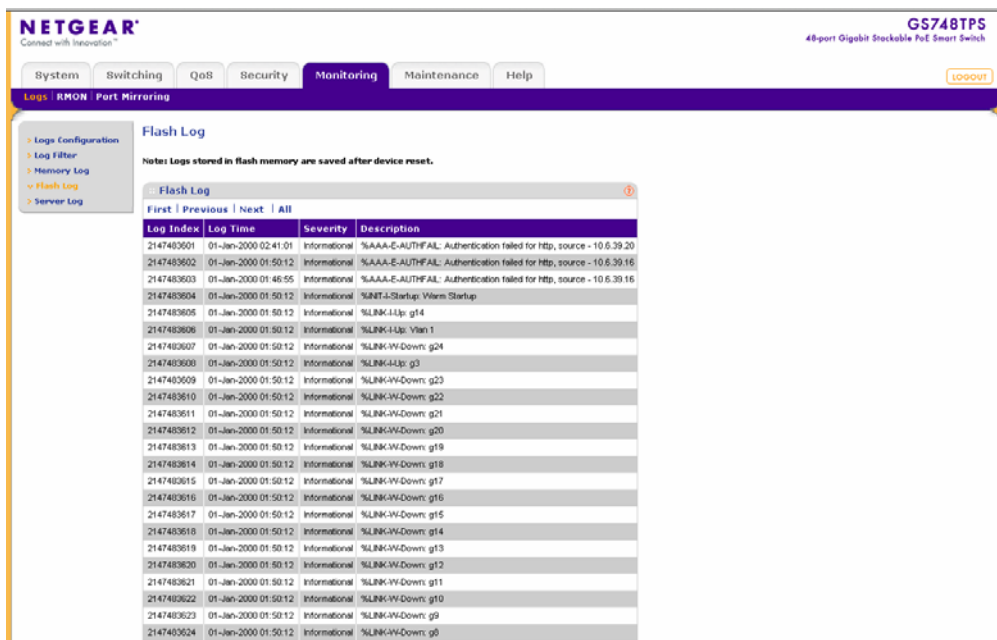 NETGEAR®
Connect with Innovation™
GS748TPS
48-port Gigabit Stackable PoE Smart Switch
System Switching QoS Security Monitoring Maintenance Help LOGOUT
Logs | RMON | Port Mirroring
Logs Configuration
Log Filter
Memory Log
Flash Log
Server Log
Flash Log
Note: Logs stored in flash memory are saved after device reset.
Flash Log ?
First | Previous | Next | All
Log Index Log Time Severity Description
2147483601 01-Jan-2000 02:41:01 Informational %AAA-E-AUTHFAIL: Authentication failed for http, source - 10.6.39.20
2147483602 01-Jan-2000 01:50:12 Informational %AAA-E-AUTHFAIL: Authentication failed for http, source - 10.6.39.16
2147483603 01-Jan-2000 01:46:55 Informational %AAA-E-AUTHFAIL: Authentication failed for http, source - 10.6.39.16
2147483604 01-Jan-2000 01:50:12 Informational %INIT-I-Startup: Warm Startup
2147483605 01-Jan-2000 01:50:12 Informational %LINK-I-Up: g14
2147483606 01-Jan-2000 01:50:12 Informational %LINK-I-Up: Vlan 1
2147483607 01-Jan-2000 01:50:12 Informational %LINK-W-Down: g24
2147483608 01-Jan-2000 01:50:12 Informational %LINK-I-Up: g3
2147483609 01-Jan-2000 01:50:12 Informational %LINK-W-Down: g23
2147483610 01-Jan-2000 01:50:12 Informational %LINK-W-Down: g22
2147483611 01-Jan-2000 01:50:12 Informational %LINK-W-Down: g21
2147483612 01-Jan-2000 01:50:12 Informational %LINK-W-Down: g20
2147483613 01-Jan-2000 01:50:12 Informational %LINK-W-Down: g19
2147483614 01-Jan-2000 01:50:12 Informational %LINK-W-Down: g18
2147483615 01-Jan-2000 01:50:12 Informational %LINK-W-Down: g17
2147483616 01-Jan-2000 01:50:12 Informational %LINK-W-Down: g16
2147483617 01-Jan-2000 01:50:12 Informational %LINK-W-Down: g15
2147483618 01-Jan-2000 01:50:12 Informational %LINK-W-Down: g14
2147483619 01-Jan-2000 01:50:12 Informational %LINK-W-Down: g13
2147483620 01-Jan-2000 01:50:12 Informational %LINK-W-Down: g12
2147483621 01-Jan-2000 01:50:12 Informational %LINK-W-Down: g11
2147483622 01-Jan-2000 01:50:12 Informational %LINK-W-Down: g10
2147483623 01-Jan-2000 01:50:12 Informational %LINK-W-Down: g9
2147483624 01-Jan-2000 01:50:12 Informational %LINK-W-Down: g8